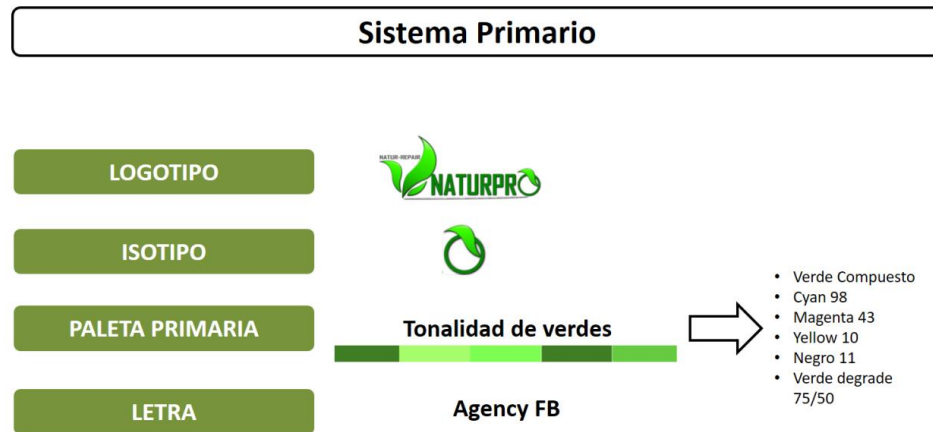 Sistema Primario
LOGOTIPO
NATUR-REPAIR
NATURPRO
ISOTIPO
PALETA PRIMARIA
Tonalidad de verdes
• Verde Compuesto
• Cyan 98
• Magenta 43
• Yellow 10
• Negro 11
• Verde degrade
75/50
LETRA
Agency FB